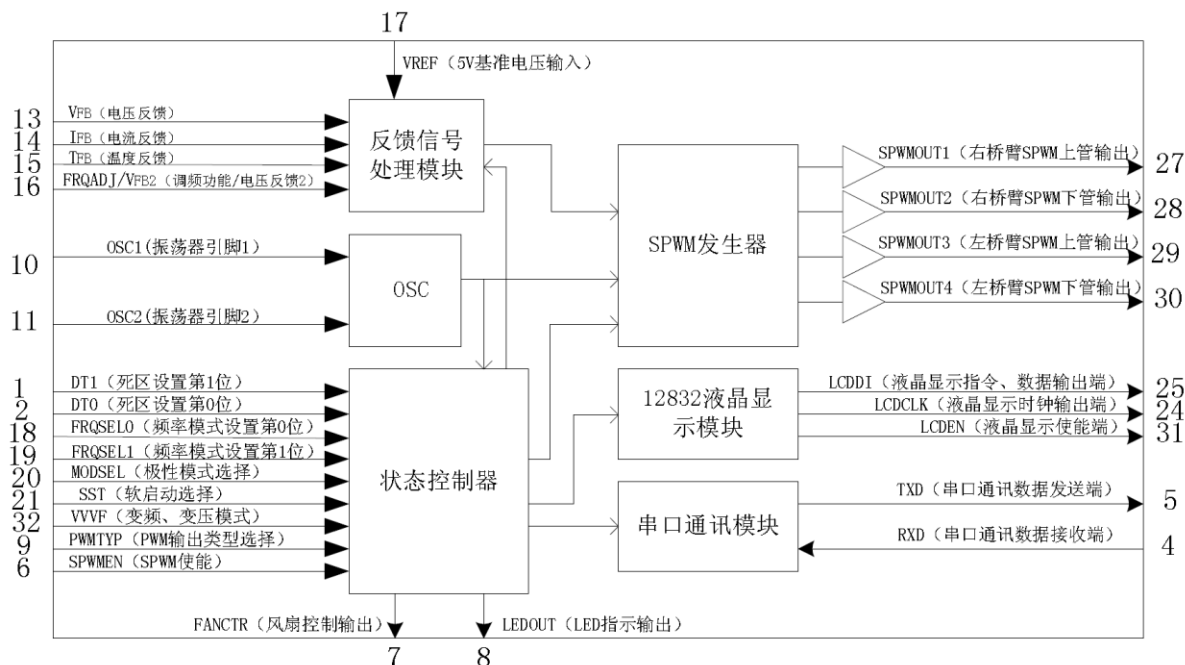 17
VREF（5V基准电压输入）
13
VFB（电压反馈）
14
IFB（电流反馈）
15
TFB（温度反馈）
16
FRQADJ/VFB2（调频功能/电压反馈2）
反馈信号
处理模块
10
OSC1(振荡器引脚1)
11
OSC2(振荡器引脚2)
OSC
SPWM发生器
SPWMOUT1（右桥臂SPWM上管输出）
27
SPWMOUT2（右桥臂SPWM下管输出）
28
SPWMOUT3（左桥臂SPWM上管输出）
29
SPWMOUT4（左桥臂SPWM下管输出）
30
1
DT1（死区设置第1位）
2
DT0（死区设置第0位）
18
FRQSEL0（频率模式设置第0位）
19
FRQSEL1（频率模式设置第1位）
20
MODSEL（极性模式选择）
21
SST（软启动选择）
32
VVVF（变频、变压模式）
9
PWMTYP（PWM输出类型选择）
6
SPWMEN（SPWM使能）
状态控制器
12832液晶显
示模块
LCDDI（液晶显示指令、数据输出端）
25
LCDCLK（液晶显示时钟输出端）
24
LCDEN（液晶显示使能端）
31
串口通讯模块
TXD（串口通讯数据发送端）
5
RXD（串口通讯数据接收端）
4
FANCTR（风扇控制输出）
7
LEDOUT（LED指示输出）
8